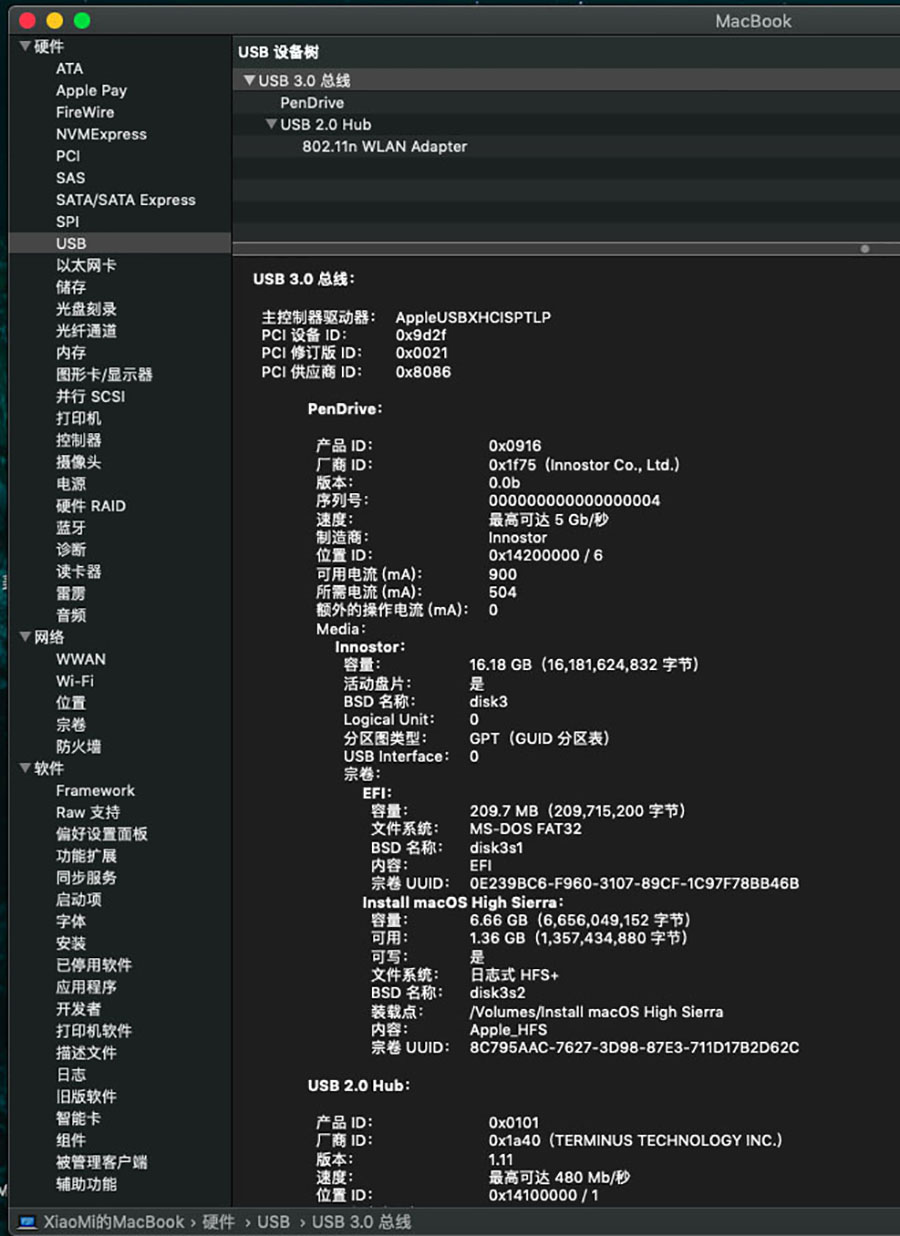 MacBook
硬件
ATA
Apple Pay
FireWire
NVMExpress
PCI
SAS
SATA/SATA Express
SPI
USB
以太网卡
储存
光盘刻录
光纤通道
内存
图形卡/显示器
并行 SCSI
打印机
控制器
摄像头
电源
硬件 RAID
蓝牙
诊断
读卡器
雷雳
音频
网络
WWAN
Wi-Fi
位置
宗卷
防火墙
软件
Framework
Raw 支持
偏好设置面板
功能扩展
同步服务
启动项
字体
安装
已停用软件
应用程序
开发者
打印机软件
描述文件
日志
旧版软件
智能卡
组件
被管理客户端
辅助功能
USB 设备树
USB 3.0 总线
PenDrive
USB 2.0 Hub
802.11n WLAN Adapter
USB 3.0 总线：
主控制器驱动器： AppleUSBXHCISPTLP
PCI 设备 ID： 0x9d2f
PCI 修订版 ID： 0x0021
PCI 供应商 ID： 0x8086
PenDrive：
产品 ID： 0x0916
厂商 ID： 0x1f75（Innostor Co., Ltd.）
版本： 0.0b
序列号： 000000000000000004
速度： 最高可达 5 Gb/秒
制造商： Innostor
位置 ID： 0x14200000 / 6
可用电流 (mA)： 900
所需电流 (mA)： 504
额外的操作电流 (mA)： 0
Media：
Innostor：
容量： 16.18 GB（16,181,624,832 字节）
活动盘片： 是
BSD 名称： disk3
Logical Unit： 0
分区图类型： GPT（GUID 分区表）
USB Interface： 0
宗卷：
EFI：
容量： 209.7 MB（209,715,200 字节）
文件系统： MS-DOS FAT32
BSD 名称： disk3s1
内容： EFI
宗卷 UUID： 0E239BC6-F960-3107-89CF-1C97F78BB46B
Install macOS High Sierra：
容量： 6.66 GB（6,656,049,152 字节）
可用： 1.36 GB（1,357,434,880 字节）
可写： 是
文件系统： 日志式 HFS+
BSD 名称： disk3s2
装载点： /Volumes/Install macOS High Sierra
内容： Apple_HFS
宗卷 UUID： 8C795AAC-7627-3D98-87E3-711D17B2D62C
USB 2.0 Hub：
产品 ID： 0x0101
厂商 ID： 0x1a40（TERMINUS TECHNOLOGY INC.）
版本： 1.11
速度： 最高可达 480 Mb/秒
位置 ID： 0x14100000 / 1
XiaoMi的MacBook › 硬件 › USB › USB 3.0 总线